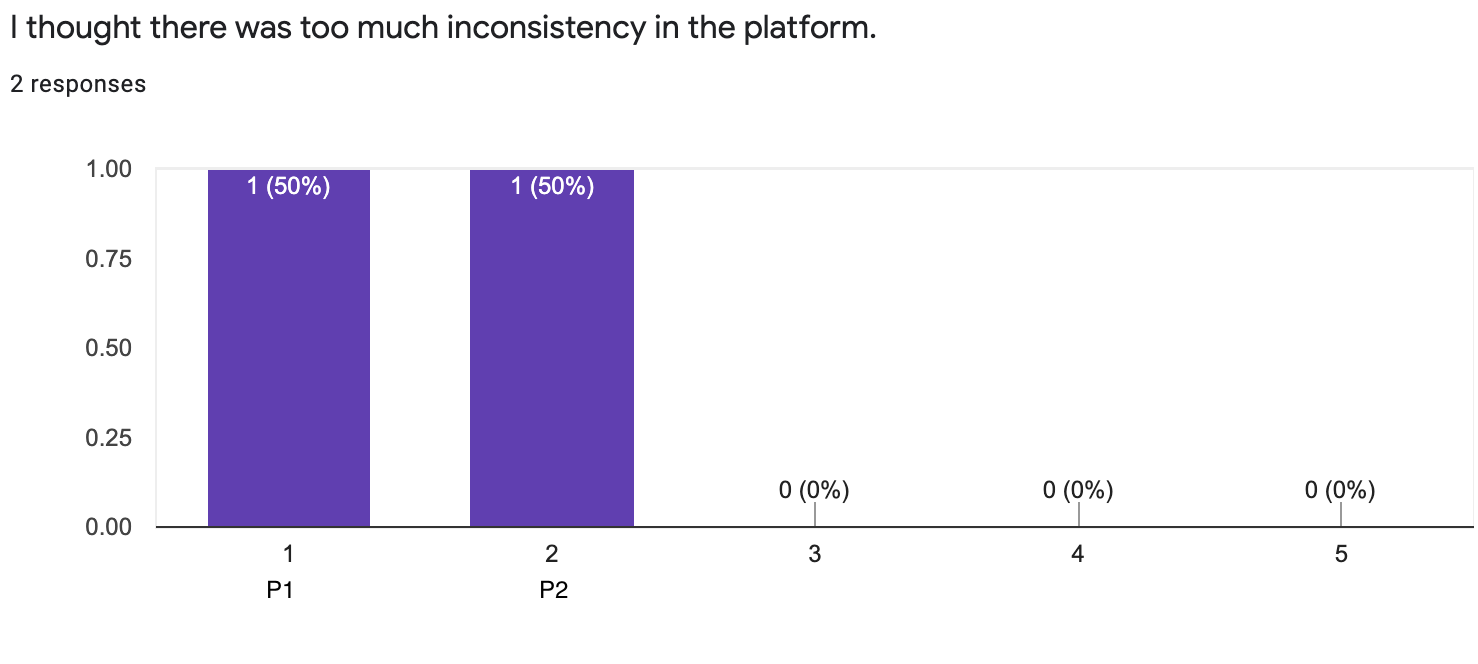 I thought there was too much inconsistency in the platform.
2 responses
1.00
1 (50%) 1 (50%)
0.75
0.50
0.25
0 (0%) 0 (0%) 0 (0%)
0.00
1 2 3 4 5
P1 P2